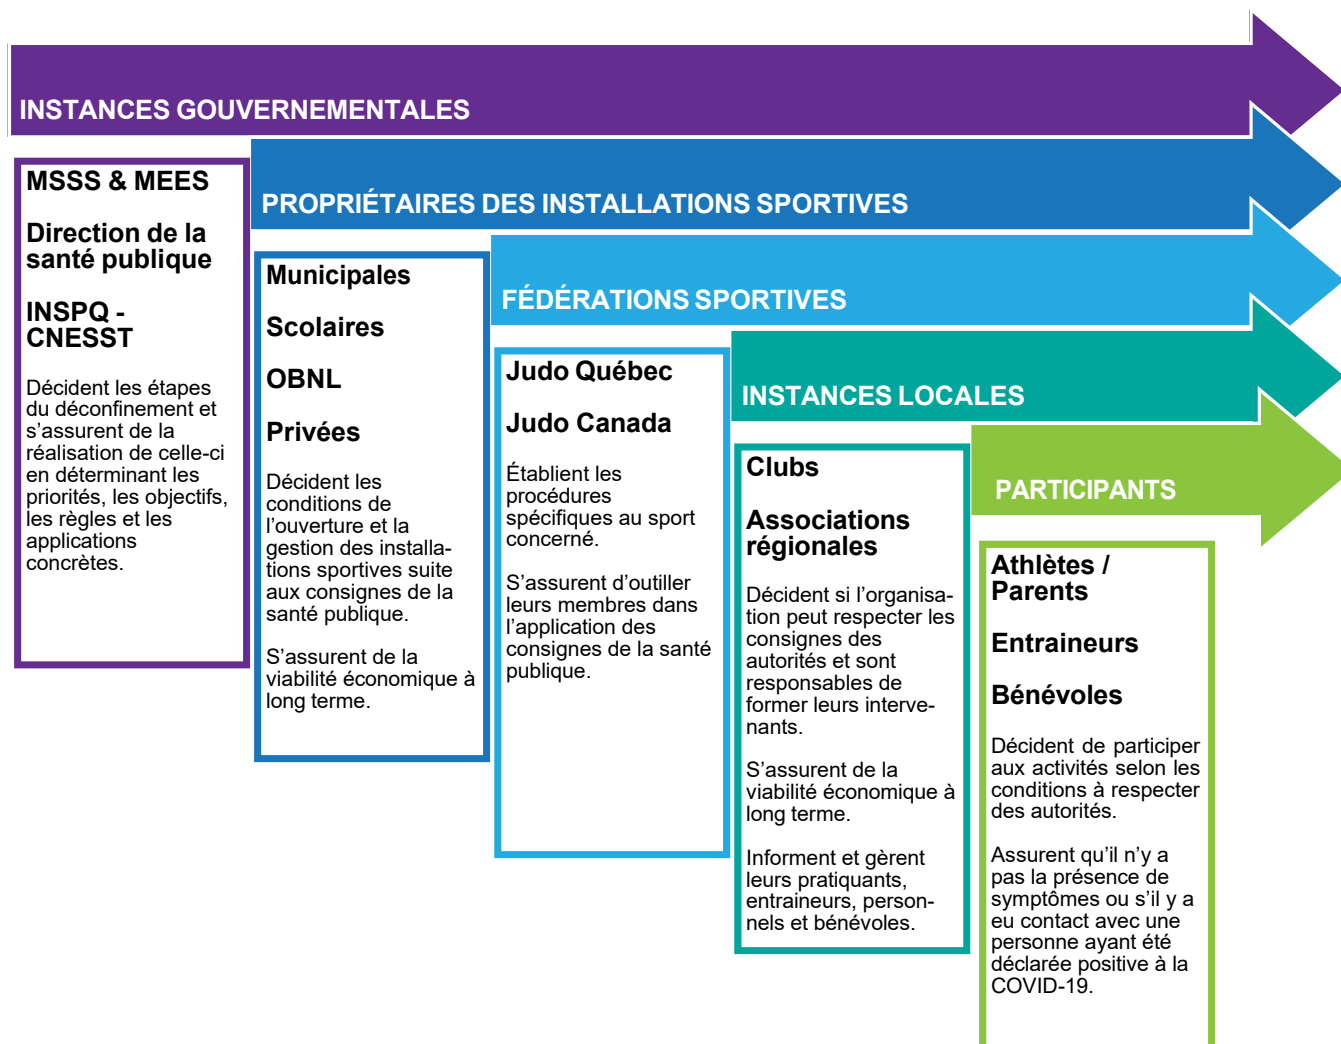 INSTANCES GOUVERNEMENTALES
MSSS & MEES
Direction de la
santé publique
INSPQ -
CNESST
Décident les étapes
du déconfinement et
s’assurent de la
réalisation de celle-ci
en déterminant les
priorités, les objectifs,
les règles et les
applications
concrètes.
PROPRIÉTAIRES DES INSTALLATIONS SPORTIVES
Municipales
Scolaires
OBNL
Privées
Décident les
conditions de
l’ouverture et la
gestion des installa-
tions sportives suite
aux consignes de la
santé publique.
S’assurent de la
viabilité économique à
long terme.
FÉDÉRATIONS SPORTIVES
Judo Québec
Judo Canada
Établient les
procédures
spécifiques au sport
concerné.
S’assurent d’outiller
leurs membres dans
l’application des
consignes de la santé
publique.
INSTANCES LOCALES
Clubs
Associations
régionales
Décident si l’organisa-
tion peut respecter les
consignes des
autorités et sont
responsables de
former leurs interve-
nants.
S’assurent de la
viabilité économique à
long terme.
Informent et gèrent
leurs pratiquants,
entraineurs, person-
nels et bénévoles.
PARTICIPANTS
Athlètes /
Parents
Entraineurs
Bénévoles
Décident de participer
aux activités selon les
conditions à respecter
des autorités.
Assurent qu’il n’y a
pas la présence de
symptômes ou s’il y a
eu contact avec une
personne ayant été
déclarée positive à la
COVID-19.